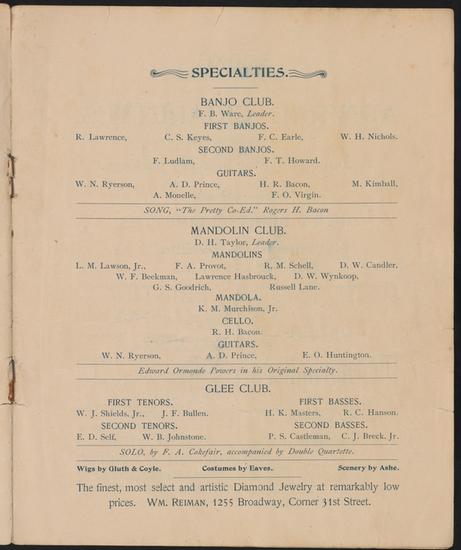 SPECIALTIES.
BANJO CLUB.
F. B. Ware, Leader.
FIRST BANJOS.
R. Lawrence, C. S. Keyes, F. C. Earle, W. H. Nichols.
SECOND BANJOS.
F. Ludlam, F. T. Howard.
GUITARS.
W. N. Ryerson, A. D. Prince, H. R. Bacon, M. Kimball,
A. Monelle, F. O. Virgin.
SONG, "The Pretty Co-Ed." Rogers H. Bacon
MANDOLIN CLUB.
D. H. Taylor, Leader.
MANDOLINS
L. M. Lawson, Jr., F. A. Provot, R. M. Schell, D. W. Candler,
W. F. Beekman, Lawrence Hasbrouck, D. W. Wynkoop,
G. S. Goodrich, Russell Lane.
MANDOLA.
K. M. Murchison, Jr.
CELLO.
R. H. Bacon.
GUITARS.
W. N. Ryerson, A. D. Prince, E. O. Huntington.
Edward Ormonde Powers in his Original Specialty.
GLEE CLUB.
FIRST TENORS. FIRST BASSES.
W. J. Shields, Jr., J. F. Bullen. H. K. Masters, R. C. Hanson.
SECOND TENORS. SECOND BASSES.
E. D. Self, W. B. Johnstone. P. S. Castleman, C. J. Breck, Jr.
SOLO, by F. A. Cokefair, accompanied by Double Quartette.
Wigs by Gluth & Coyle. Costumes by Eaves. Scenery by Ashe.
The finest, most select and artistic Diamond Jewelry at remarkably low
prices. WM. REIMAN, 1255 Broadway, Corner 31st Street.